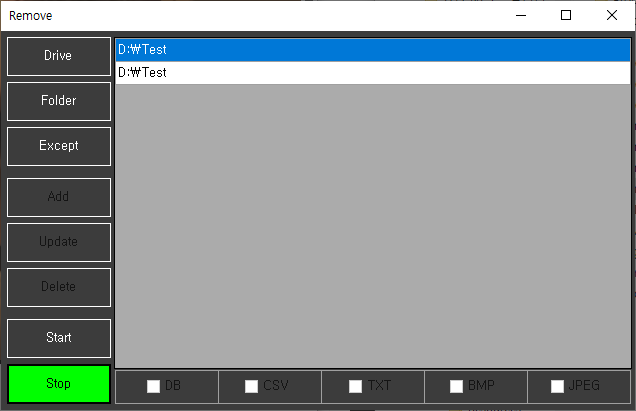 Remove
Drive
Folder
Except
Add
Update
Delete
Start
Stop
D:₩Test
D:₩Test
DB
CSV
TXT
BMP
JPEG